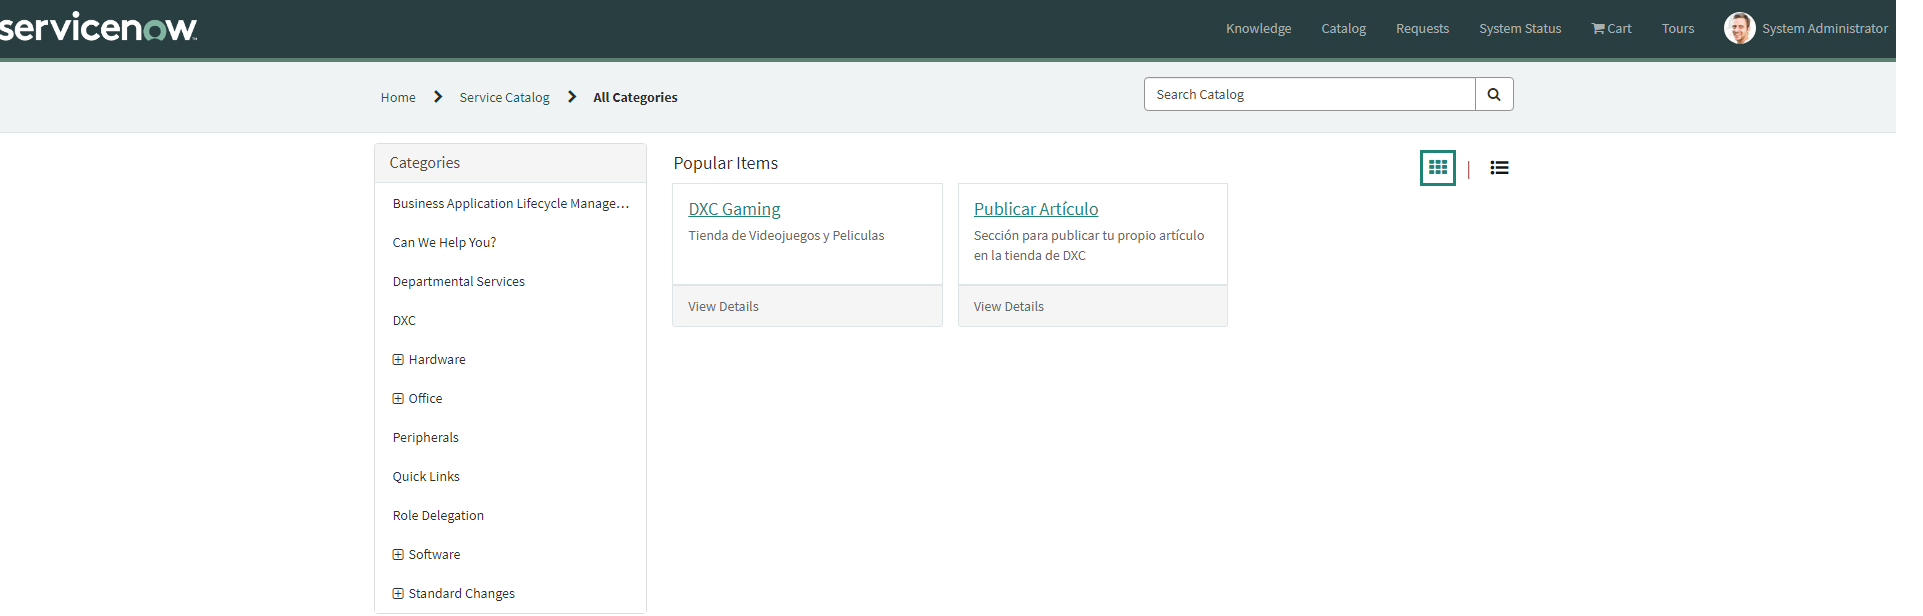 servicenow
Knowledge
Catalog
Requests
System Status
Cart
Tours
System Administrator
Home
Service Catalog
All Categories
Search Catalog
Categories
Business Application Lifecycle Manage...
Can We Help You?
Departmental Services
DXC
Hardware
Office
Peripherals
Quick Links
Role Delegation
Software
Standard Changes
Popular Items
DXC Gaming
Tienda de Videojuegos y Peliculas
View Details
Publicar Artículo
Sección para publicar tu propio artículo
en la tienda de DXC
View Details